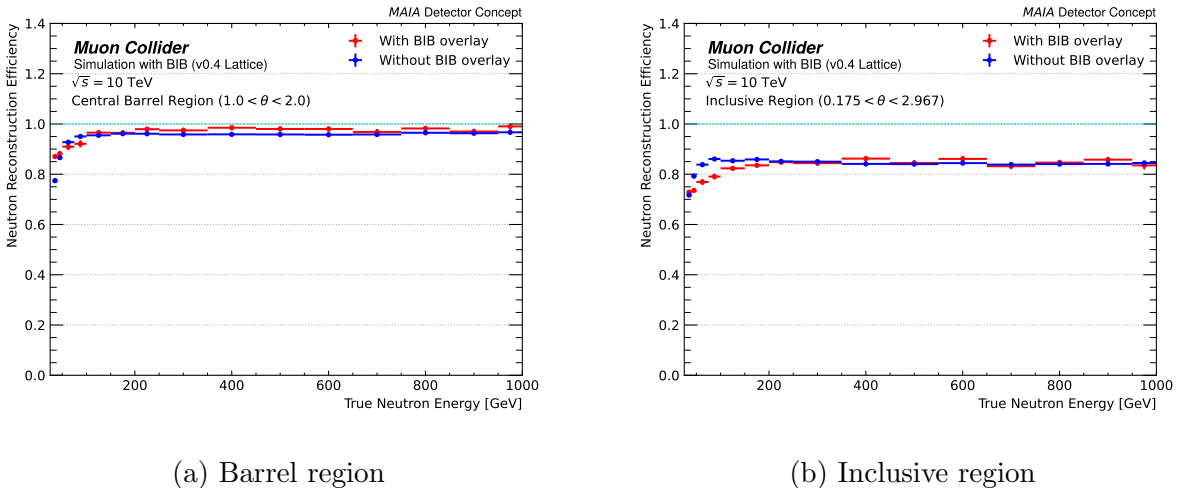 MAIA Detector Concept
Muon Collider
Simulation with BIB (v0.4 Lattice)
√s = 10 TeV
Central Barrel Region (1.0 < θ < 2.0)
With BIB overlay
Without BIB overlay
Neutron Reconstruction Efficiency
1.4
1.2
1.0
0.8
0.6
0.4
0.2
0.0
200 400 600 800 1000
True Neutron Energy [GeV]
(a) Barrel region
MAIA Detector Concept
Muon Collider
Simulation with BIB (v0.4 Lattice)
√s = 10 TeV
Inclusive Region (0.175 < θ < 2.967)
With BIB overlay
Without BIB overlay
Neutron Reconstruction Efficiency
1.4
1.2
1.0
0.8
0.6
0.4
0.2
0.0
200 400 600 800 1000
True Neutron Energy [GeV]
(b) Inclusive region